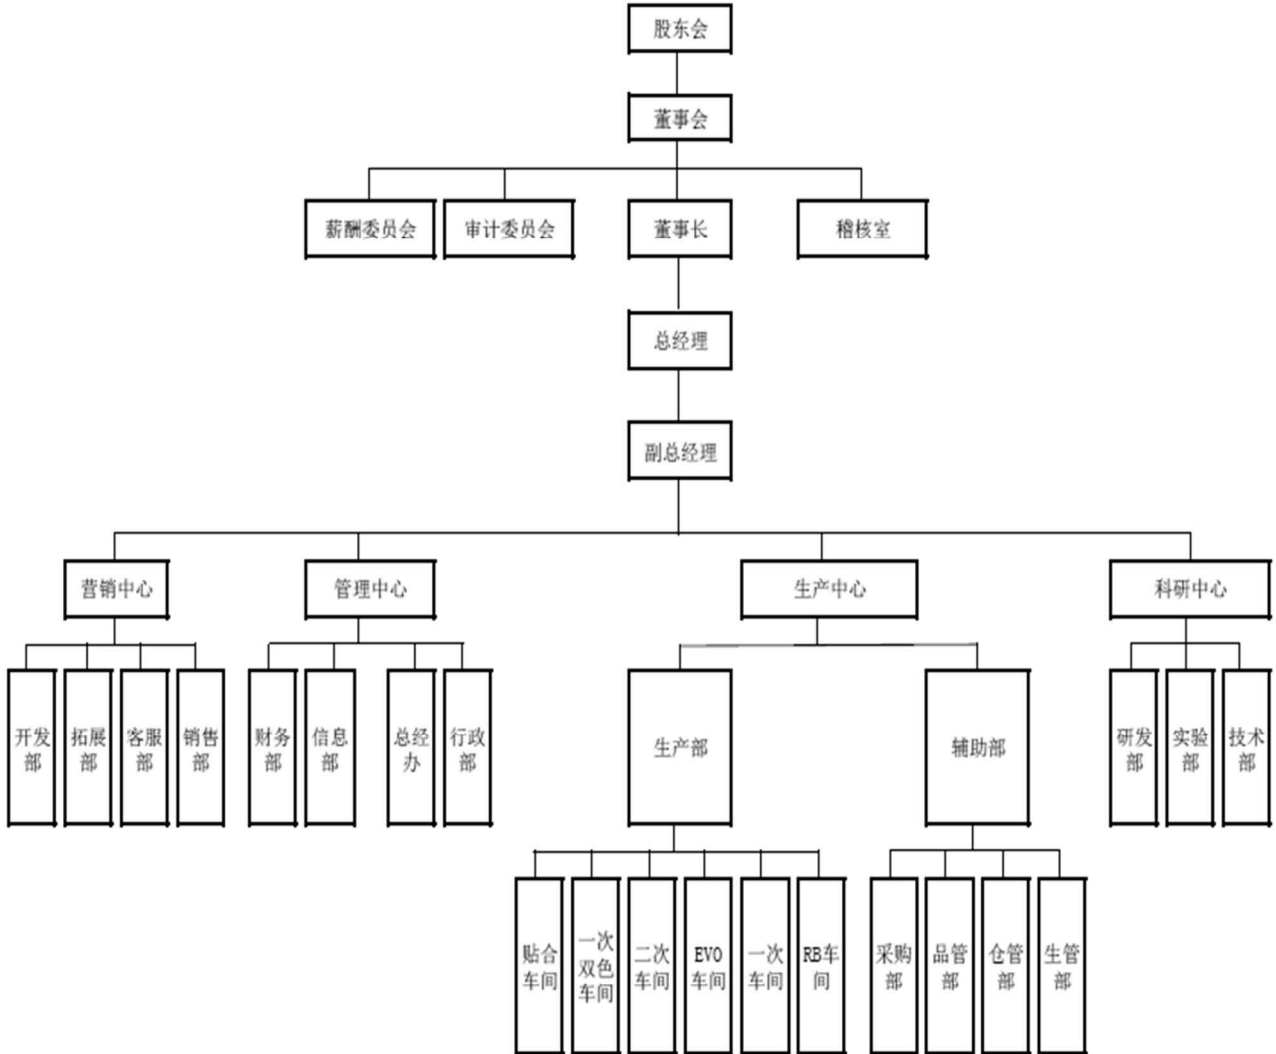 股东会
董事会
薪酬委员会
审计委员会
董事长
稽核室
总经理
副总经理
营销中心
管理中心
生产中心
科研中心
开发
部
拓展
部
客服
部
销售
部
财务
部
信息
部
总经
办
行政
部
生产部
辅助部
研发
部
实验
部
技术
部
贴合
车间
一次
双色
车间
二次
车间
EVO
车间
一次
车间
RB车
间
采购
部
品管
部
仓管
部
生管
部